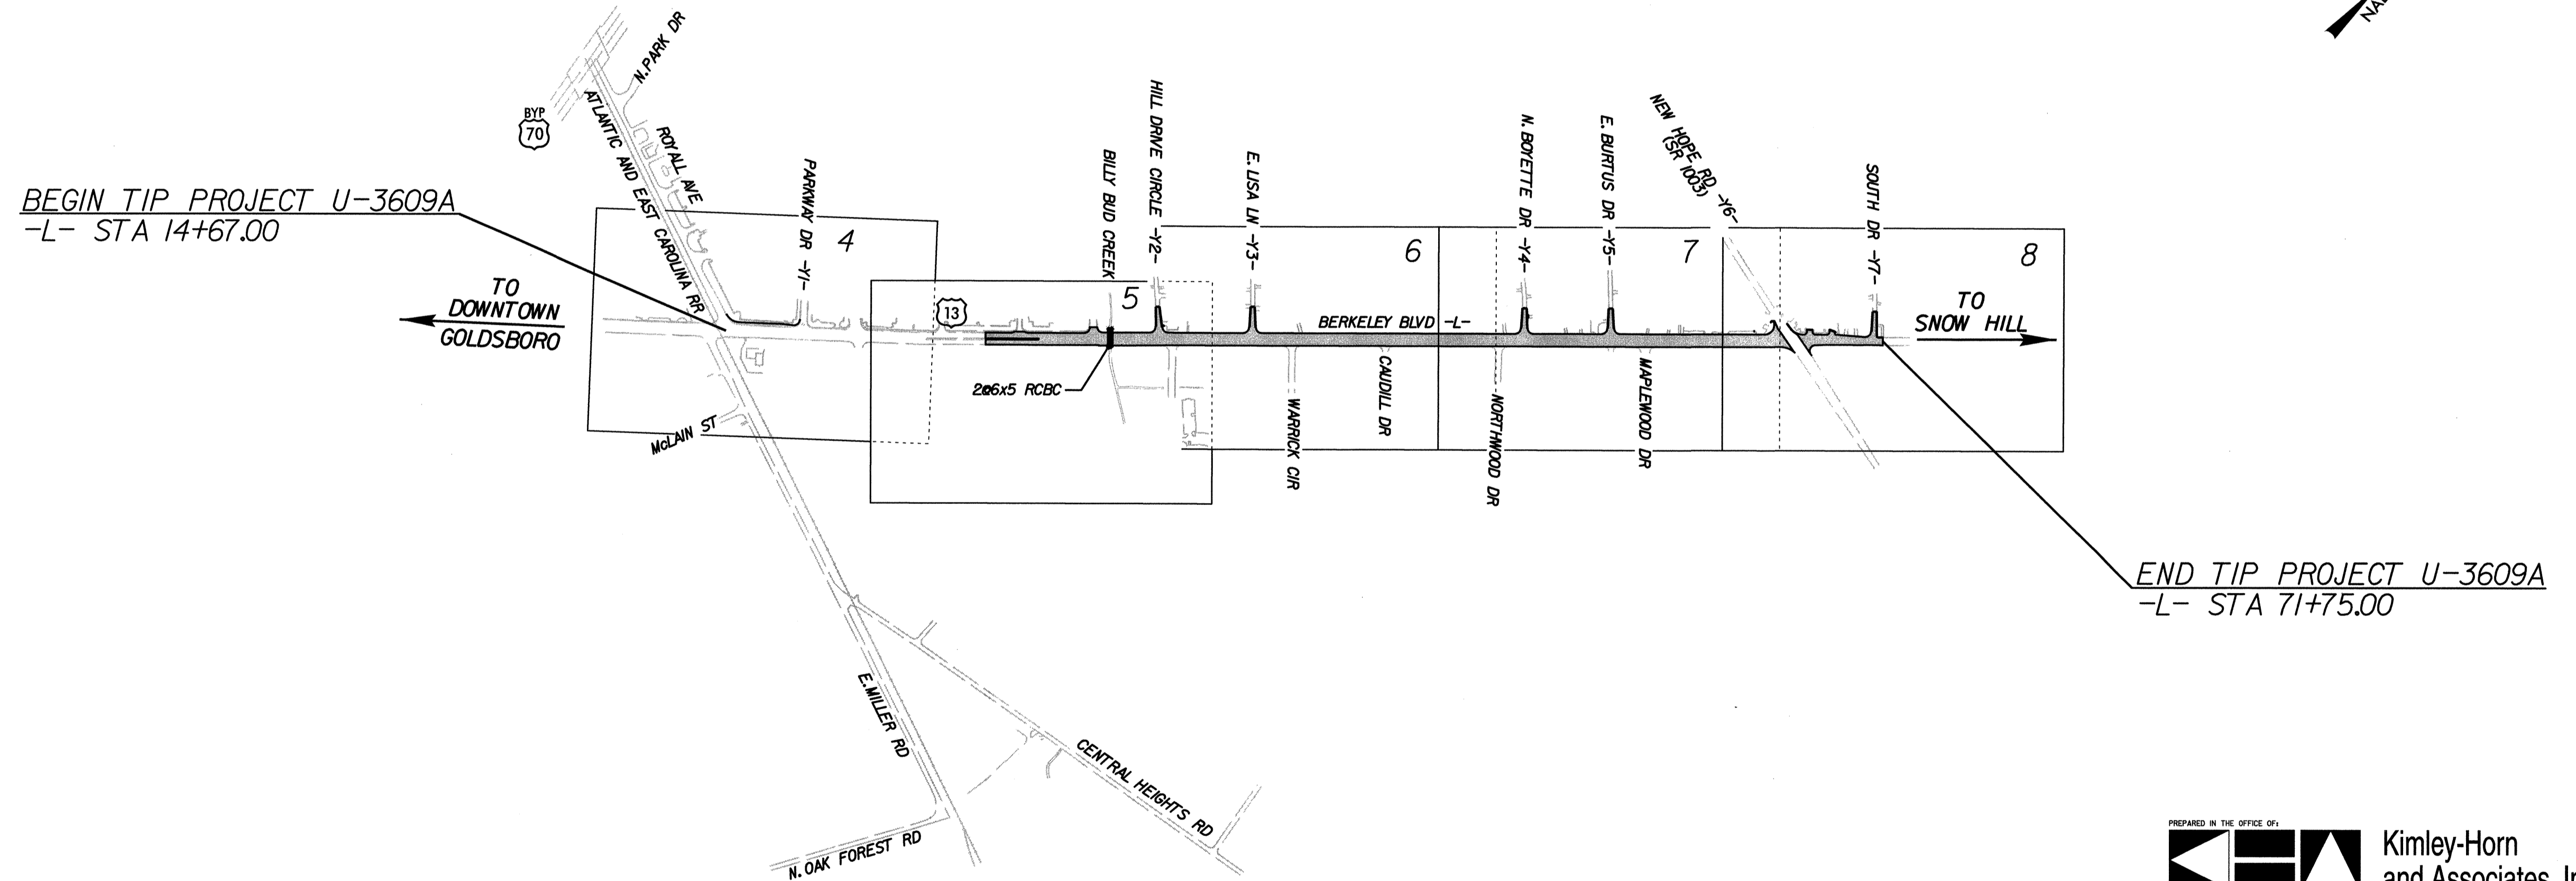 N. PARK DR
BYP
70
ATLANTIC AND EAST CAROLINA RR
ROYALL AVE
BEGIN TIP PROJECT U-3609A
-L- STA 14+67.00
TO
DOWNTOWN
GOLDSBORO
PARKWAY DR -Y1-
4
13
5
BILLY BUD CREEK
HILL DRIVE CIRCLE -Y2-
E. LISA LN -Y3-
6
N. BOYETTE DR -Y4-
E. BURTUS DR -Y5-
7
NEW HOPE RD -Y6-
(SR 1003)
SOUTH DR -Y7-
8
BERKELEY BLVD -L-
TO
SNOW HILL
2@6x5 RCBC
WARRICK CIR
CAUDILL DR
NORTHWOOD DR
MAPLEWOOD DR
McLAIN ST
END TIP PROJECT U-3609A
-L- STA 71+75.00
E. MILLER RD
CENTRAL HEIGHTS RD
N. OAK FOREST RD
PREPARED IN THE OFFICE OF:
Kimley-Horn
and Associates, In